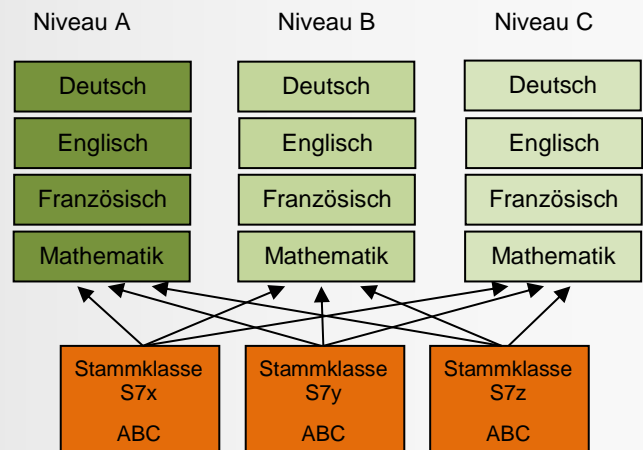 Niveau A
Niveau B
Niveau C
Deutsch
Deutsch
Deutsch
Englisch
Englisch
Englisch
Französisch
Französisch
Französisch
Mathematik
Mathematik
Mathematik
Stammklasse
S7x
ABC
Stammklasse
S7y
ABC
Stammklasse
S7z
ABC